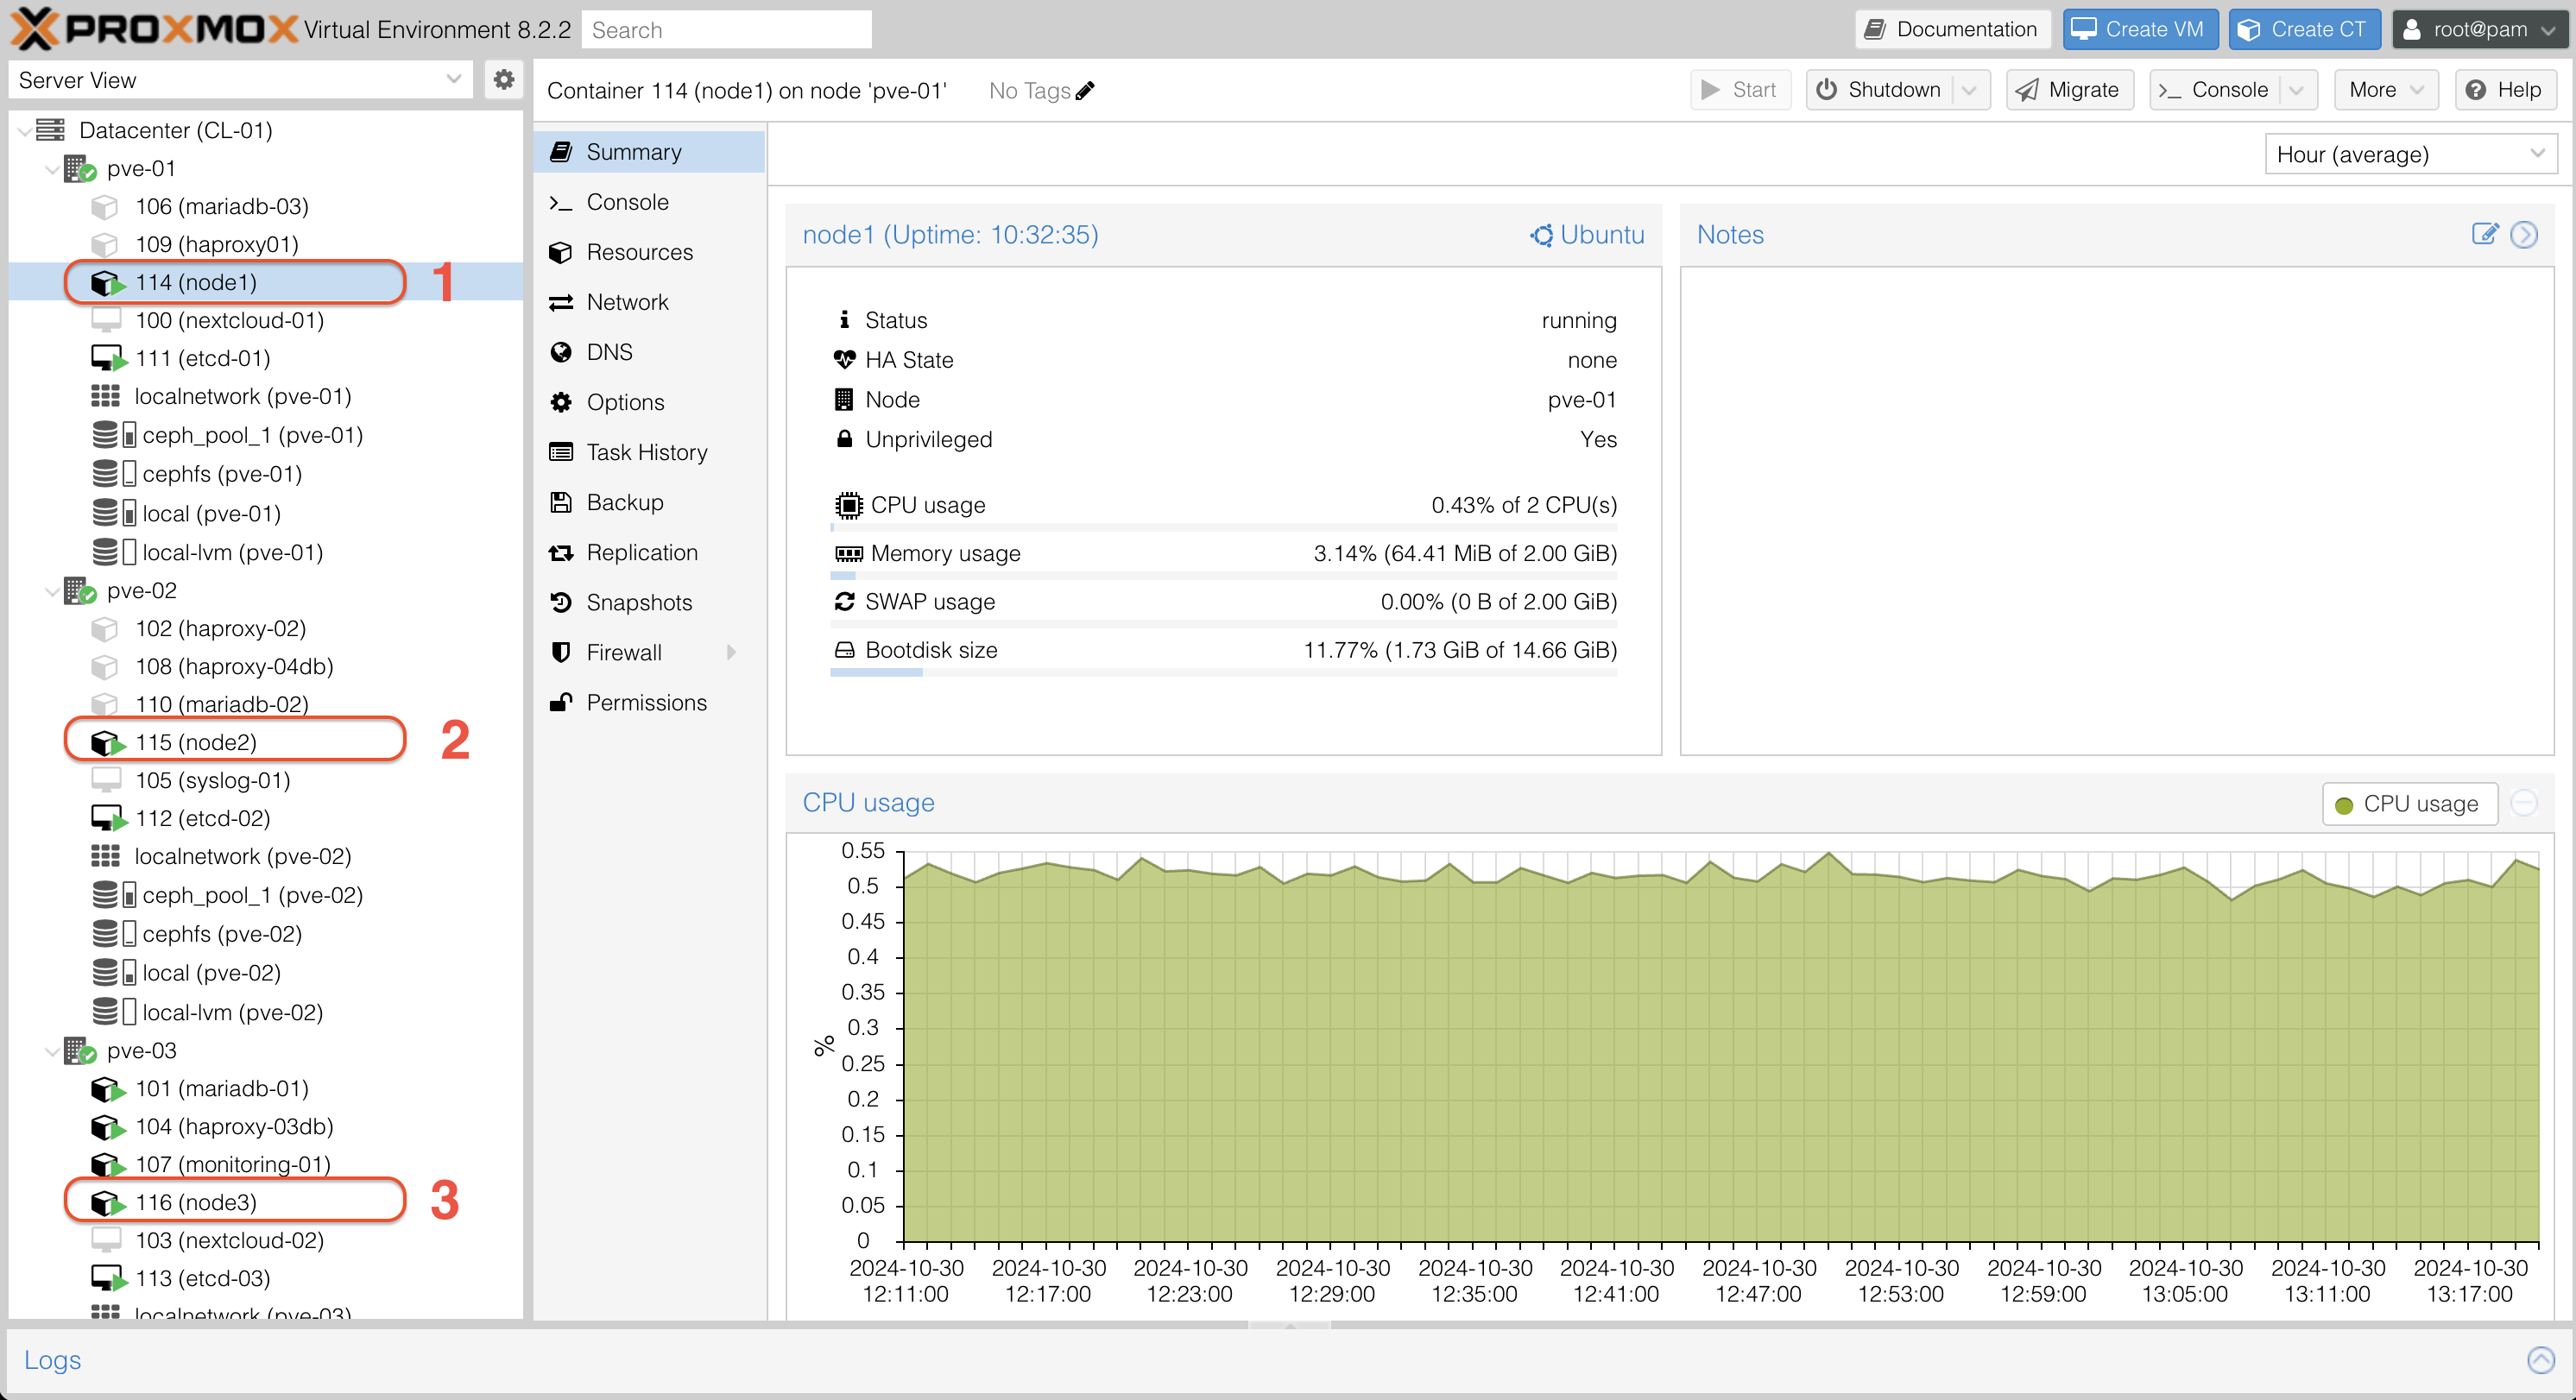 PROXMOX Virtual Environment 8.2.2 Search Documentation Create VM Create CT root@pam
Server View
Container 114 (node1) on node 'pve-01' No Tags Start Shutdown Migrate Console More Help
Datacenter (CL-01)
pve-01
106 (mariadb-03)
109 (haproxy01)
114 (node1) 1
100 (nextcloud-01)
111 (etcd-01)
localnetwork (pve-01)
ceph_pool_1 (pve-01)
cephfs (pve-01)
local (pve-01)
local-lvm (pve-01)
pve-02
102 (haproxy-02)
108 (haproxy-04db)
110 (mariadb-02)
115 (node2) 2
105 (syslog-01)
112 (etcd-02)
localnetwork (pve-02)
ceph_pool_1 (pve-02)
cephfs (pve-02)
local (pve-02)
local-lvm (pve-02)
pve-03
101 (mariadb-01)
104 (haproxy-03db)
107 (monitoring-01)
116 (node3) 3
103 (nextcloud-02)
113 (etcd-03)
localnetwork (pve-03)
Summary
Console
Resources
Network
DNS
Options
Task History
Backup
Replication
Snapshots
Firewall
Permissions
Hour (average)
node1 (Uptime: 10:32:35) Ubuntu
Status running
HA State none
Node pve-01
Unprivileged Yes
CPU usage 0.43% of 2 CPU(s)
Memory usage 3.14% (64.41 MiB of 2.00 GiB)
SWAP usage 0.00% (0 B of 2.00 GiB)
Bootdisk size 11.77% (1.73 GiB of 14.66 GiB)
Notes
CPU usage CPU usage
0.55
0.5
0.45
0.4
0.35
0.3
%
0.25
0.2
0.15
0.1
0.05
0
2024-10-30 2024-10-30 2024-10-30 2024-10-30 2024-10-30 2024-10-30 2024-10-30 2024-10-30 2024-10-30 2024-10-30 2024-10-30 2024-10-30
12:11:00 12:17:00 12:23:00 12:29:00 12:35:00 12:41:00 12:47:00 12:53:00 12:59:00 13:05:00 13:11:00 13:17:00
Logs